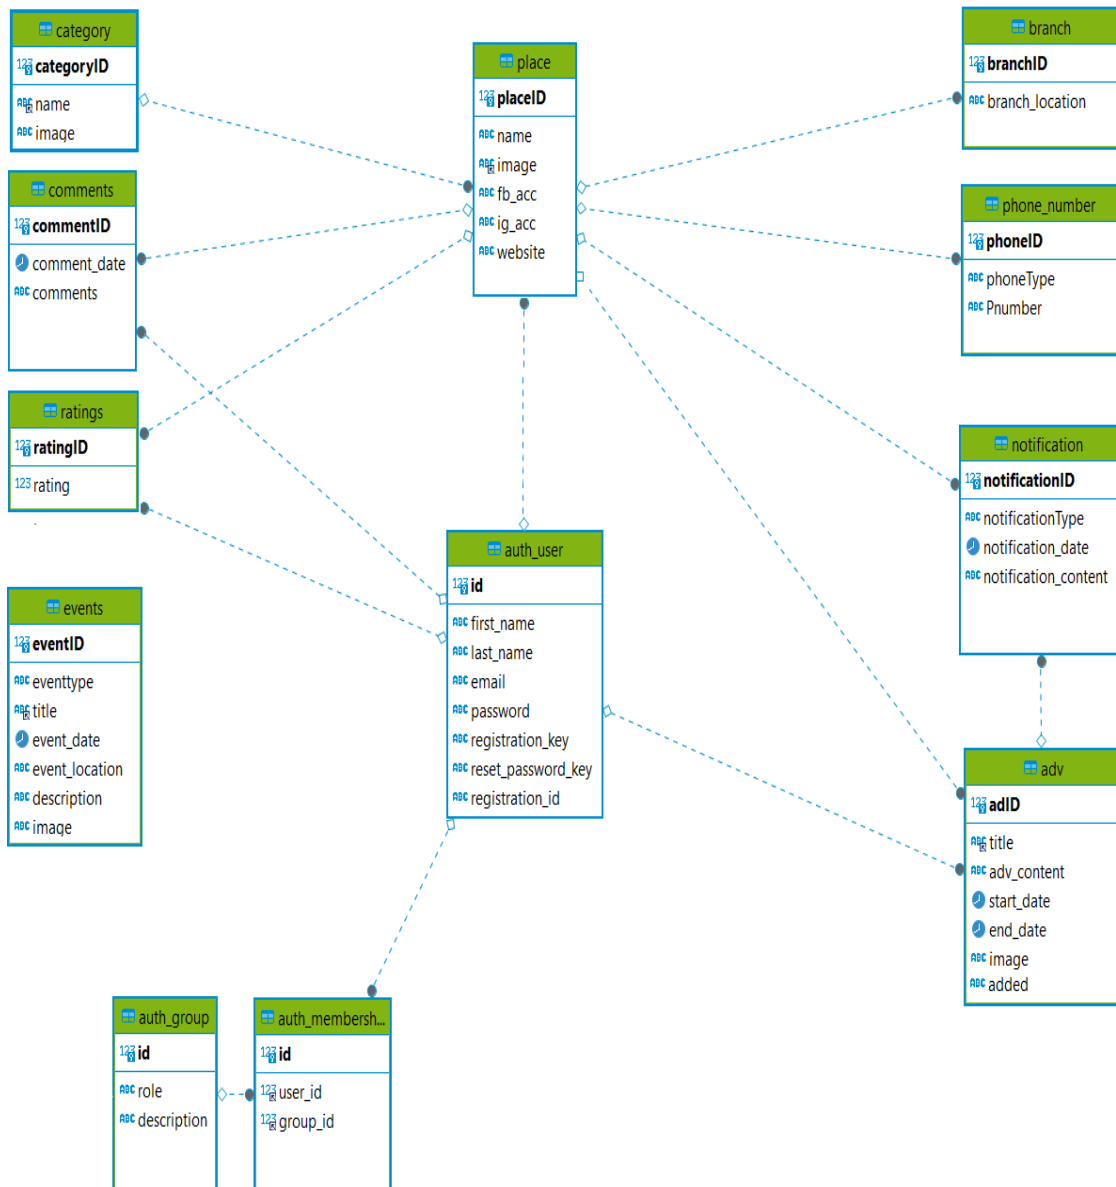 category
categoryID
name
image
comments
commentID
comment_date
comments
ratings
ratingID
rating
events
eventID
eventtype
title
event_date
event_location
description
image
place
placeID
name
image
fb_acc
ig_acc
website
auth_user
id
first_name
last_name
email
password
registration_key
reset_password_key
registration_id
auth_group
id
role
description
auth_membersh...
id
user_id
group_id
branch
branchID
branch_location
phone_number
phoneID
phoneType
Pnumber
notification
notificationID
notificationType
notification_date
notification_content
adv
adID
title
adv_content
start_date
end_date
image
added